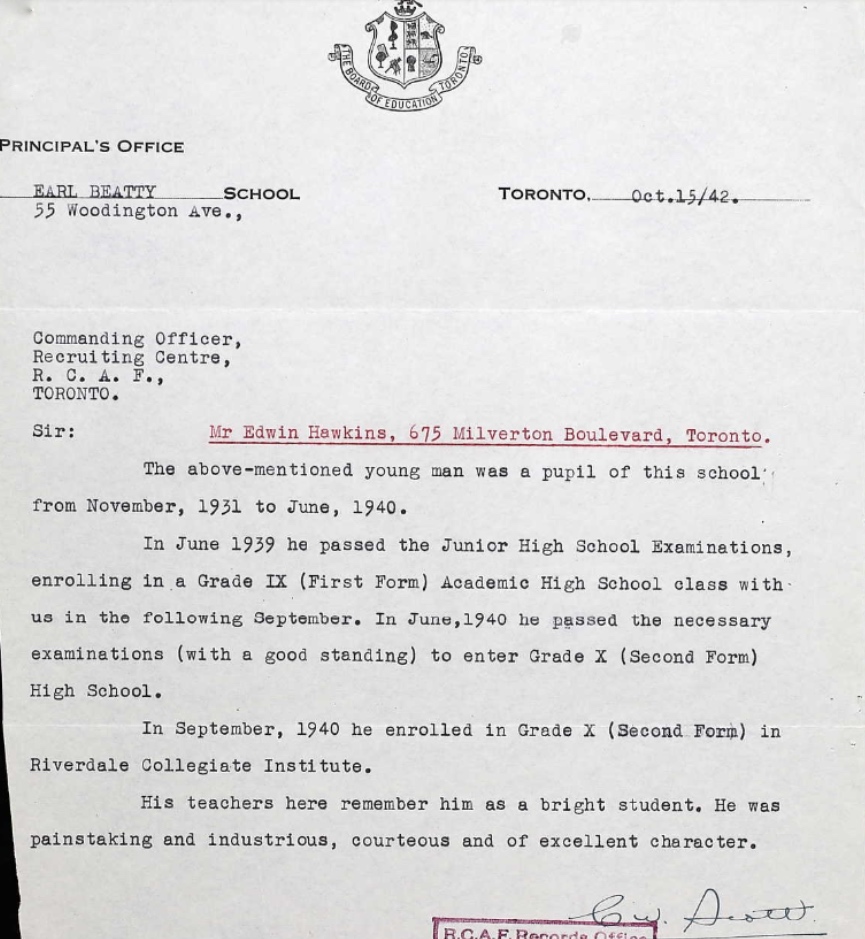 THE BOARD OF EDUCATION TORONTO
PRINCIPAL'S OFFICE
EARL BEATTY SCHOOL TORONTO, Oct.15/42.
55 Woodington Ave.,
Commanding Officer,
Recruiting Centre,
R. C. A. F.,
TORONTO.
Sir: Mr Edwin Hawkins, 675 Milverton Boulevard, Toronto.
The above-mentioned young man was a pupil of this school
from November, 1931 to June, 1940.
In June 1939 he passed the Junior High School Examinations,
enrolling in a Grade IX (First Form) Academic High School class with
us in the following September. In June,1940 he passed the necessary
examinations (with a good standing) to enter Grade X (Second Form)
High School.
In September, 1940 he enrolled in Grade X (Second Form) in
Riverdale Collegiate Institute.
His teachers here remember him as a bright student. He was
painstaking and industrious, courteous and of excellent character.
C.W. Scott.
R.C.A.F. Records Office